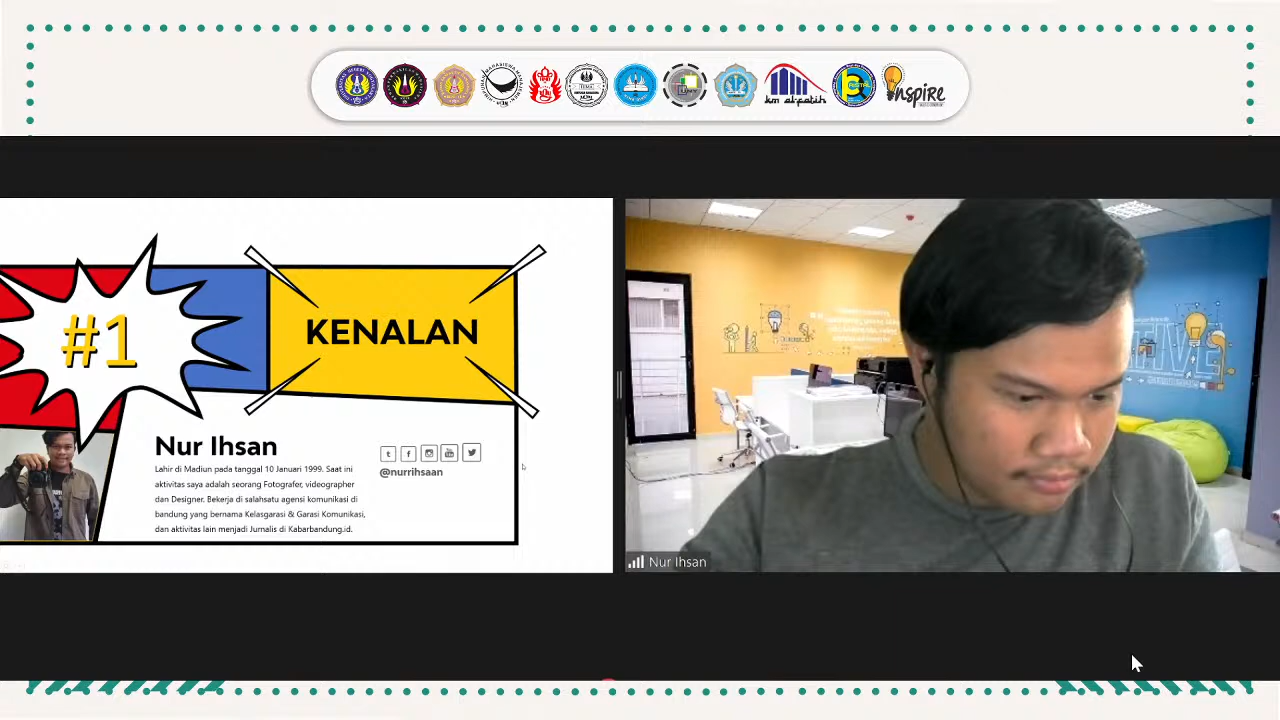 km al-fatih
Inspire
#1
KENALAN
Nur Ihsan
Lahir di Madiun pada tanggal 10 Januari 1999. Saat ini
aktivitas saya adalah seorang Fotografer, videographer
dan Designer. Bekerja di salahsatu agensi komunikasi di
bandung yang bernama Kelasgarasi & Garasi Komunikasi,
dan aktivitas lain menjadi Jurnalis di Kabarbandung.id.
@nurrihsaan
Nur Ihsan